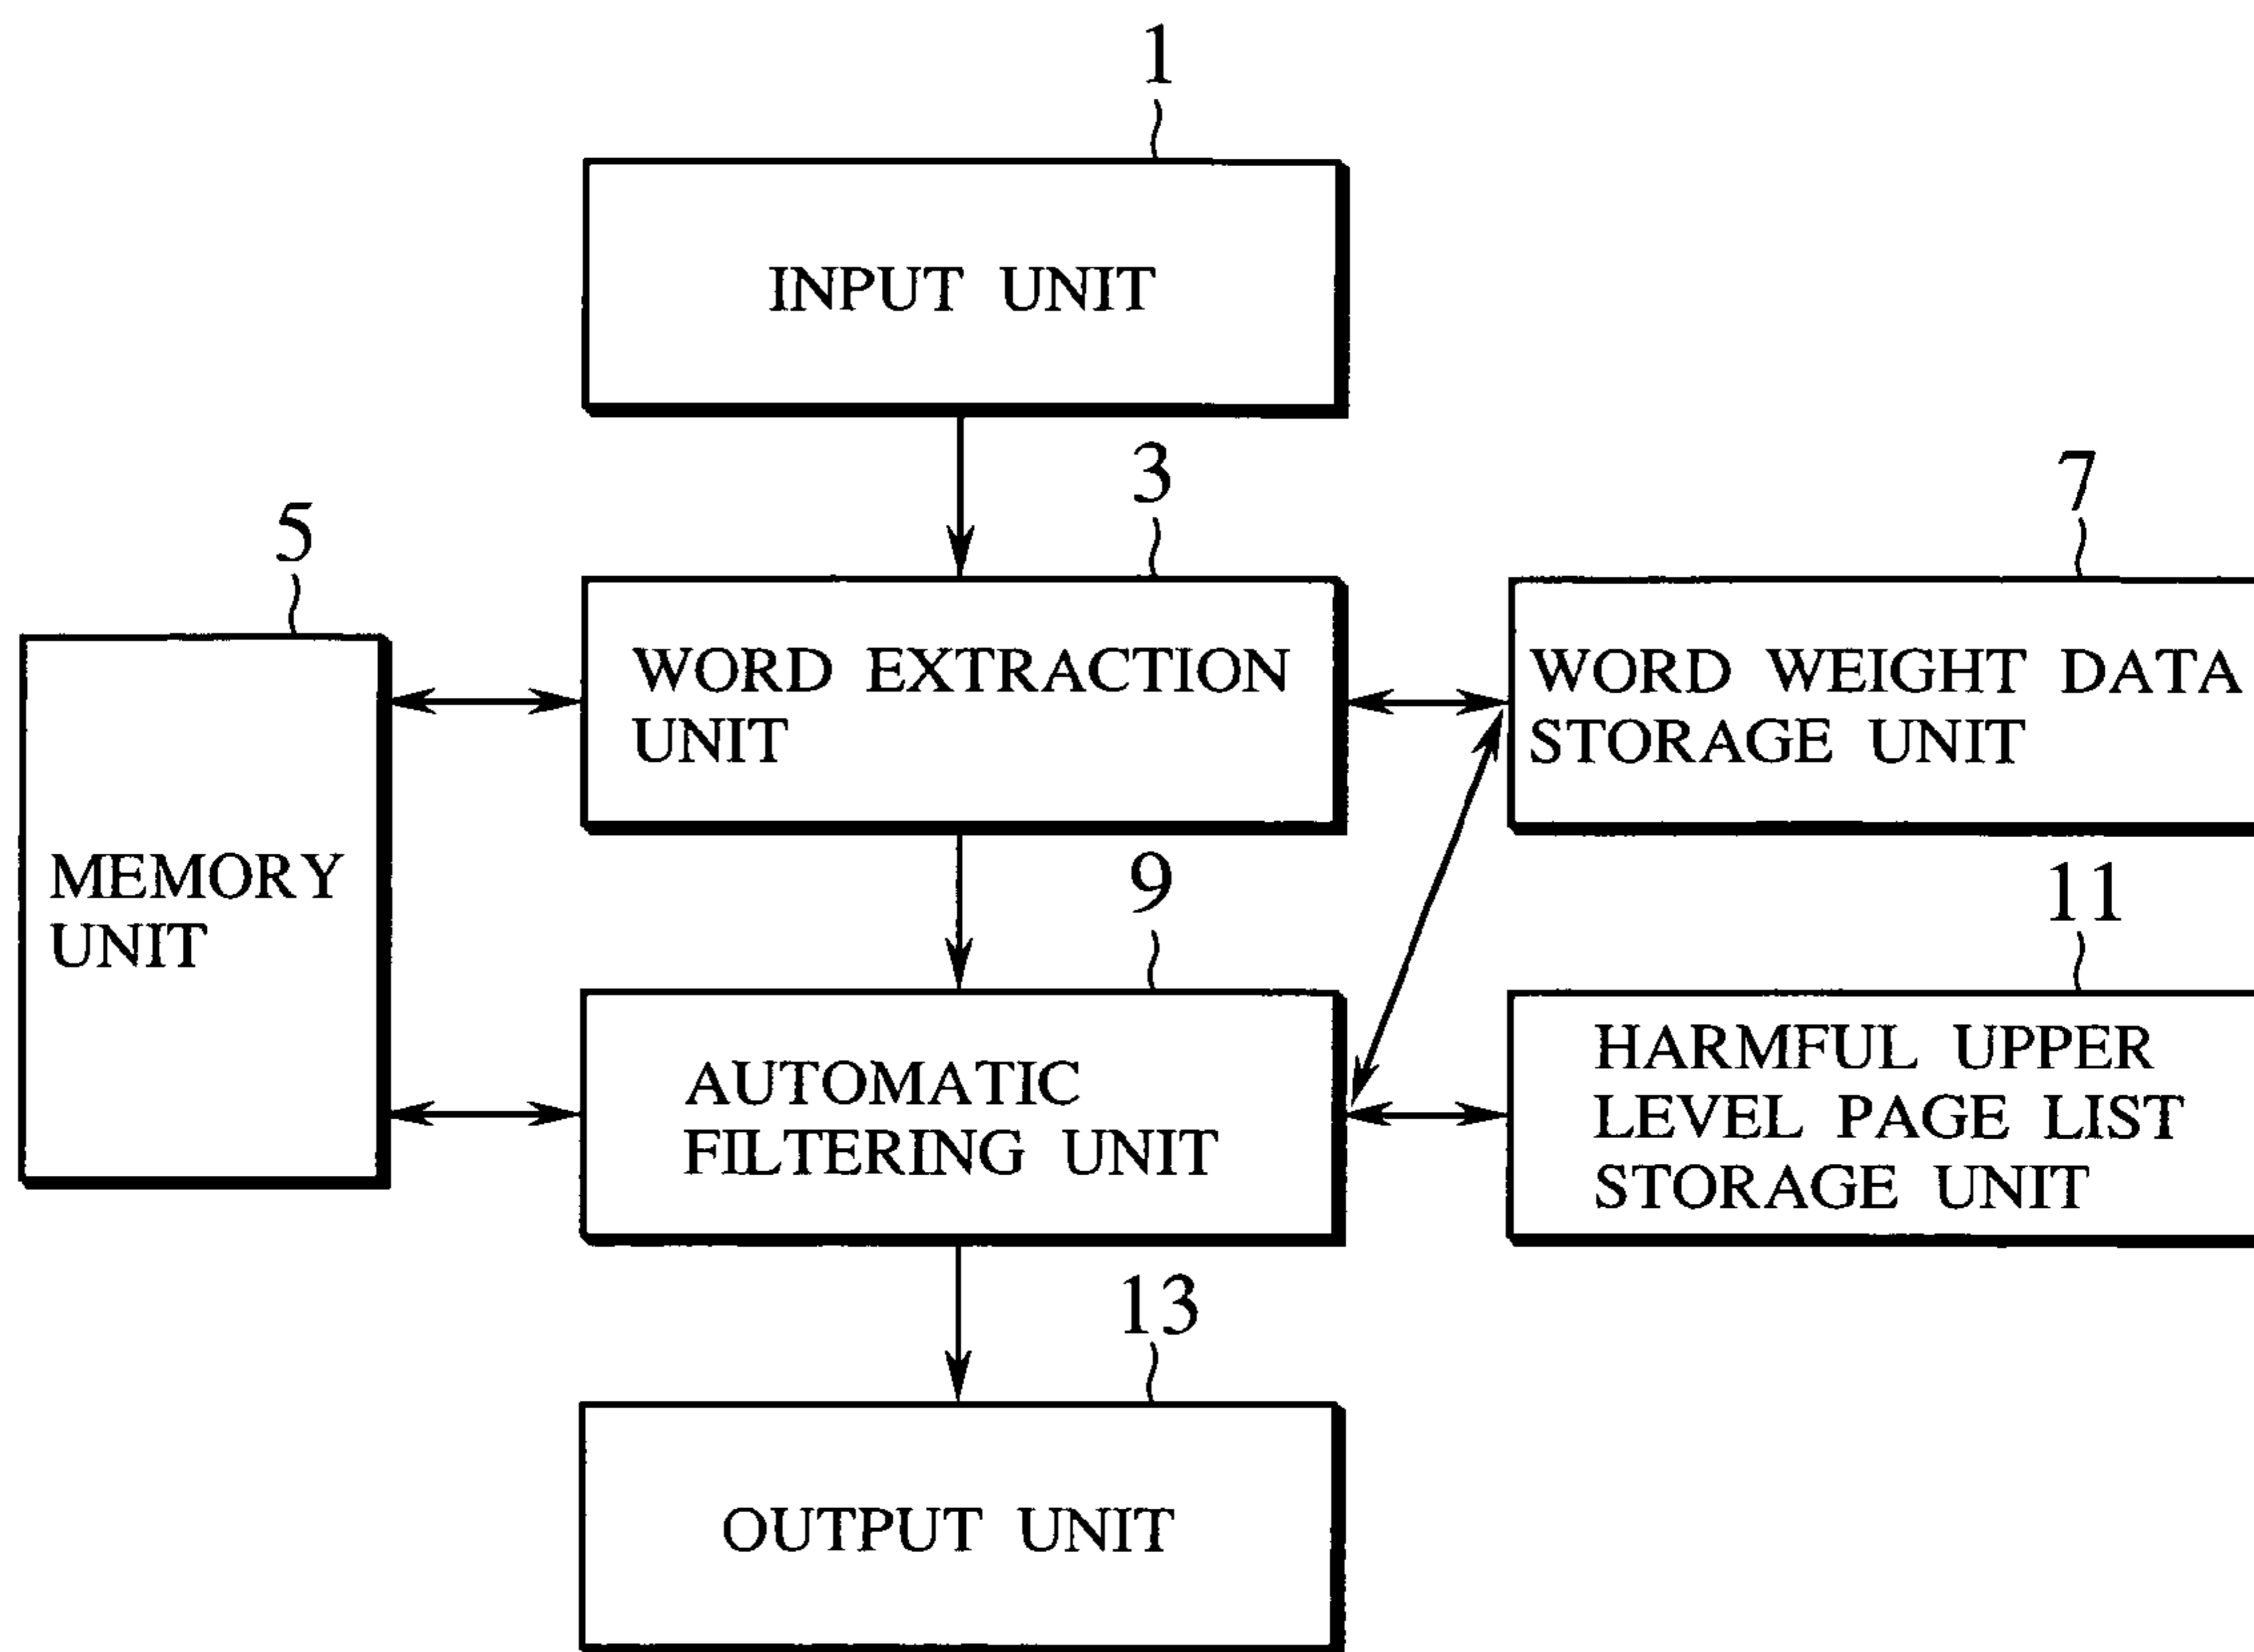 1
INPUT UNIT
3
WORD EXTRACTION
UNIT
5
MEMORY
UNIT
7
WORD WEIGHT DATA
STORAGE UNIT
9
AUTOMATIC
FILTERING UNIT
11
HARMFUL UPPER
LEVEL PAGE LIST
STORAGE UNIT
13
OUTPUT UNIT